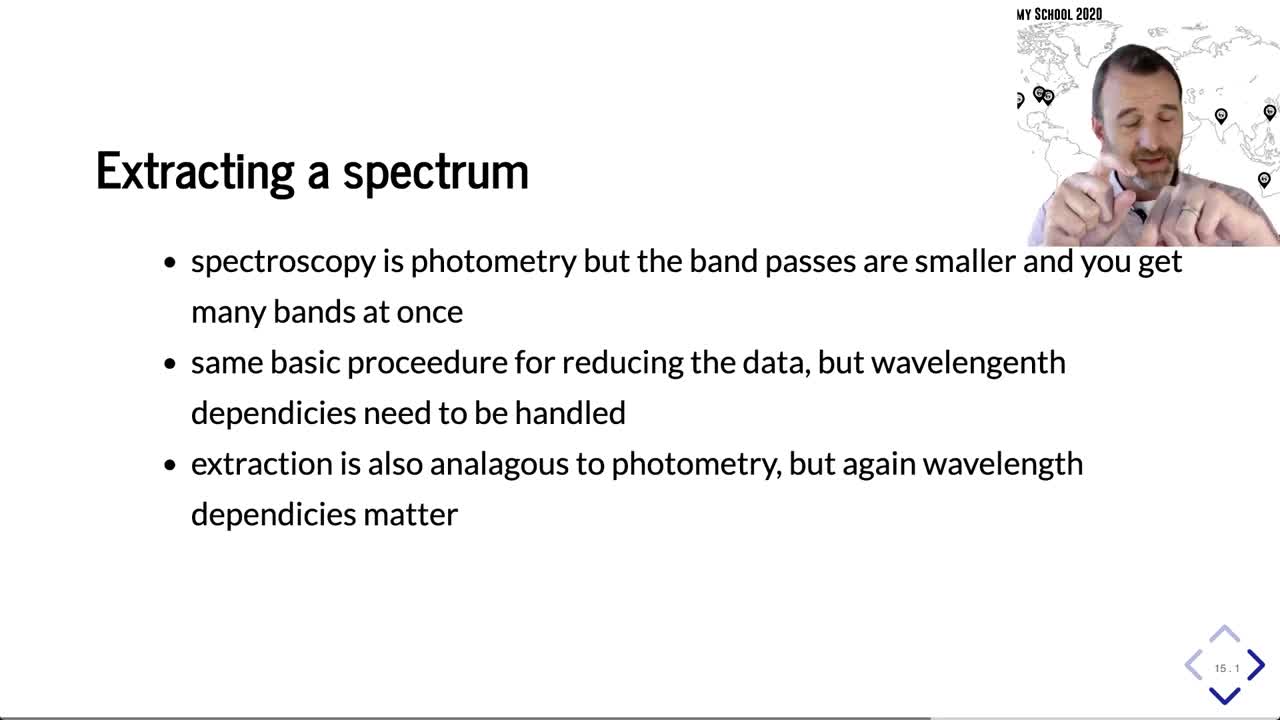 MY SCHOOL 2020
Extracting a spectrum
spectroscopy is photometry but the band passes are smaller and you get
many bands at once
same basic proceedure for reducing the data, but wavelengenth
dependicies need to be handled
extraction is also analagous to photometry, but again wavelength
dependicies matter
15 . 1